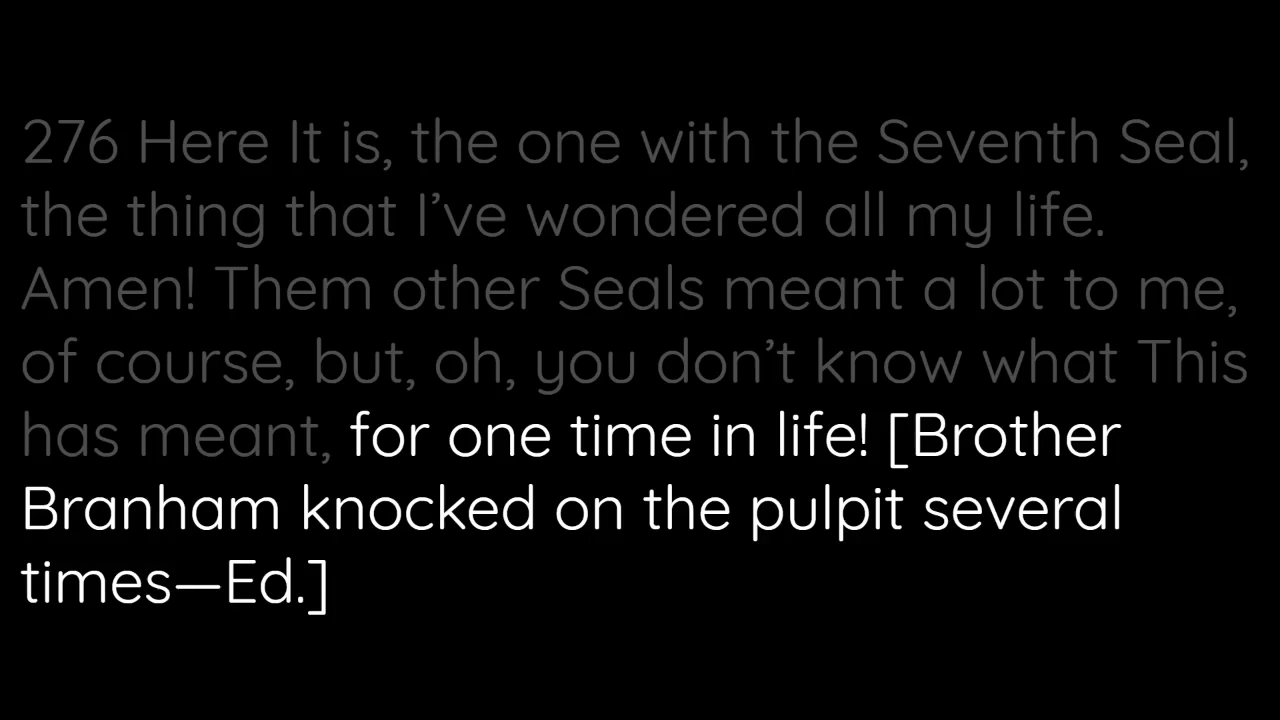 276 Here It is, the one with the Seventh Seal,
the thing that I’ve wondered all my life.
Amen! Them other Seals meant a lot to me,
of course, but, oh, you don’t know what This
has meant, for one time in life! [Brother
Branham knocked on the pulpit several
times—Ed.]